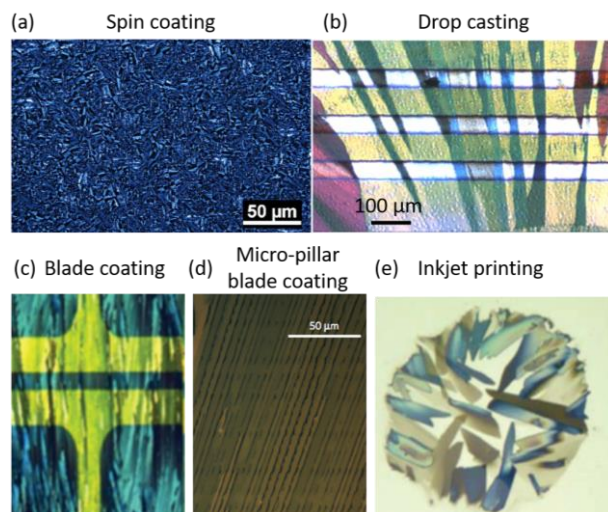 (a) Spin coating
(b) Drop casting
50 µm
100 µm
(c) Blade coating
(d) Micro-pillar
blade coating
(e) Inkjet printing
50 µm